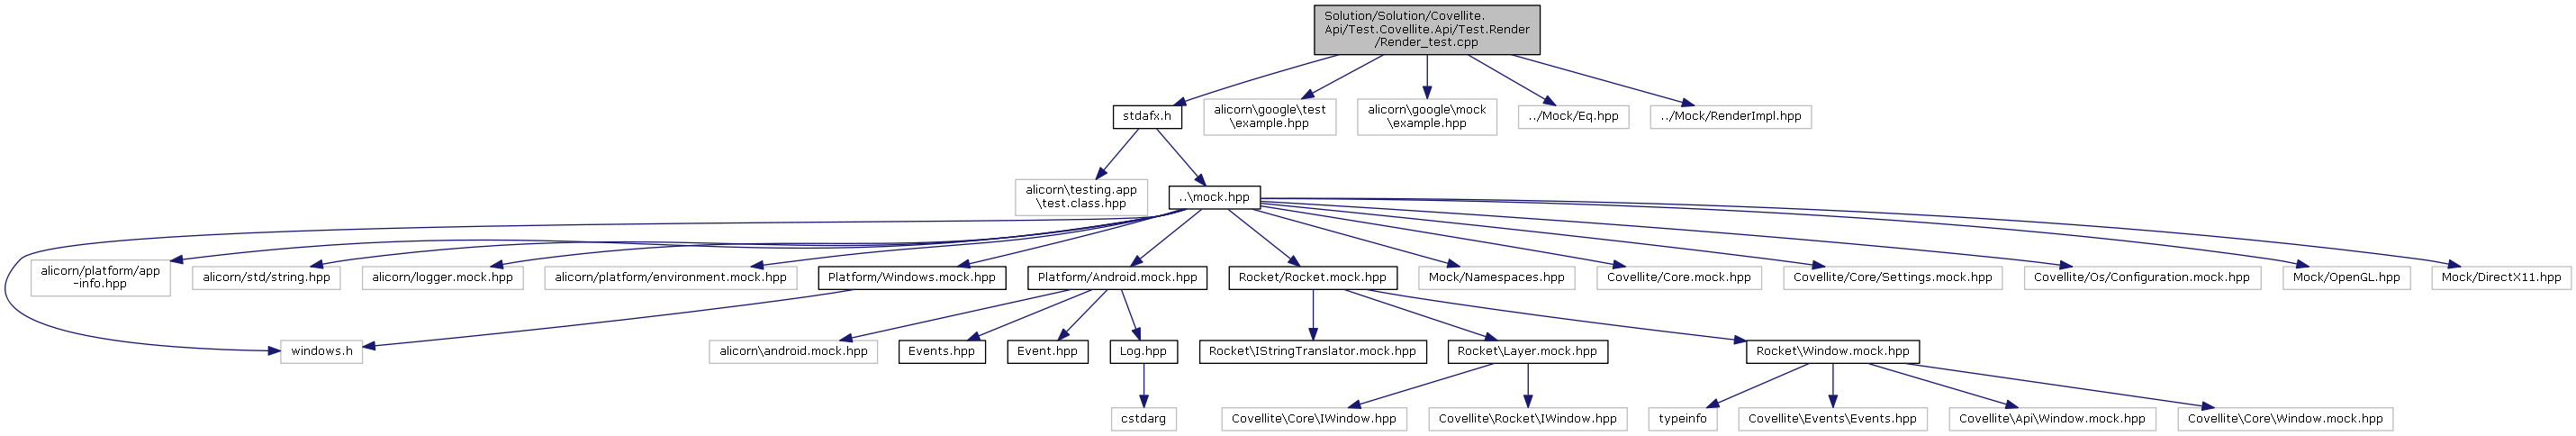 Solution/Solution/Covellite.
Api/Test.Covellite.Api/Test.Render
/Render_test.cpp
stdafx.h
alicorn\google\test
\example.hpp
alicorn\google\mock
\example.hpp
../Mock/Eq.hpp
../Mock/RenderImpl.hpp
alicorn\testing.app
\test.class.hpp
..\mock.hpp
alicorn/platform/app
-info.hpp
alicorn/std/string.hpp
alicorn/logger.mock.hpp
alicorn/platform/environment.mock.hpp
Platform/Windows.mock.hpp
Platform/Android.mock.hpp
Rocket/Rocket.mock.hpp
Mock/Namespaces.hpp
Covellite/Core.mock.hpp
Covellite/Core/Settings.mock.hpp
Covellite/Os/Configuration.mock.hpp
Mock/OpenGL.hpp
Mock/DirectX11.hpp
windows.h
alicorn\android.mock.hpp
Events.hpp
Event.hpp
Log.hpp
Rocket\IStringTranslator.mock.hpp
Rocket\Layer.mock.hpp
Rocket\Window.mock.hpp
cstdarg
Covellite\Core\IWindow.hpp
Covellite\Rocket\IWindow.hpp
typeinfo
Covellite\Events\Events.hpp
Covellite\Api\Window.mock.hpp
Covellite\Core\Window.mock.hpp